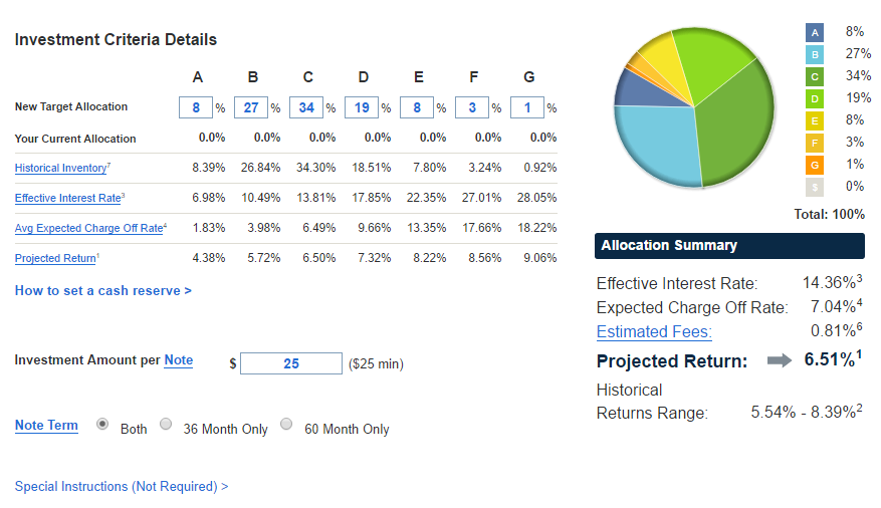 Investment Criteria Details
A B C D E F G
New Target Allocation 8 % 27 % 34 % 19 % 8 % 3 % 1 %
Your Current Allocation 0.0% 0.0% 0.0% 0.0% 0.0% 0.0% 0.0%
Historical Inventory7 8.39% 26.84% 34.30% 18.51% 7.80% 3.24% 0.92%
Effective Interest Rate3 6.98% 10.49% 13.81% 17.85% 22.35% 27.01% 28.05%
Avg Expected Charge Off Rate4 1.83% 3.98% 6.49% 9.66% 13.35% 17.66% 18.22%
Projected Return1 4.38% 5.72% 6.50% 7.32% 8.22% 8.56% 9.06%
How to set a cash reserve >
Investment Amount per Note $ 25 ($25 min)
Note Term Both 36 Month Only 60 Month Only
Special Instructions (Not Required) >
A 8%
B 27%
C 34%
D 19%
E 8%
F 3%
G 1%
$ 0%
Total: 100%
Allocation Summary
Effective Interest Rate: 14.36%3
Expected Charge Off Rate: 7.04%4
Estimated Fees: 0.81%6
Projected Return: 6.51%1
Historical
Returns Range: 5.54% - 8.39%2